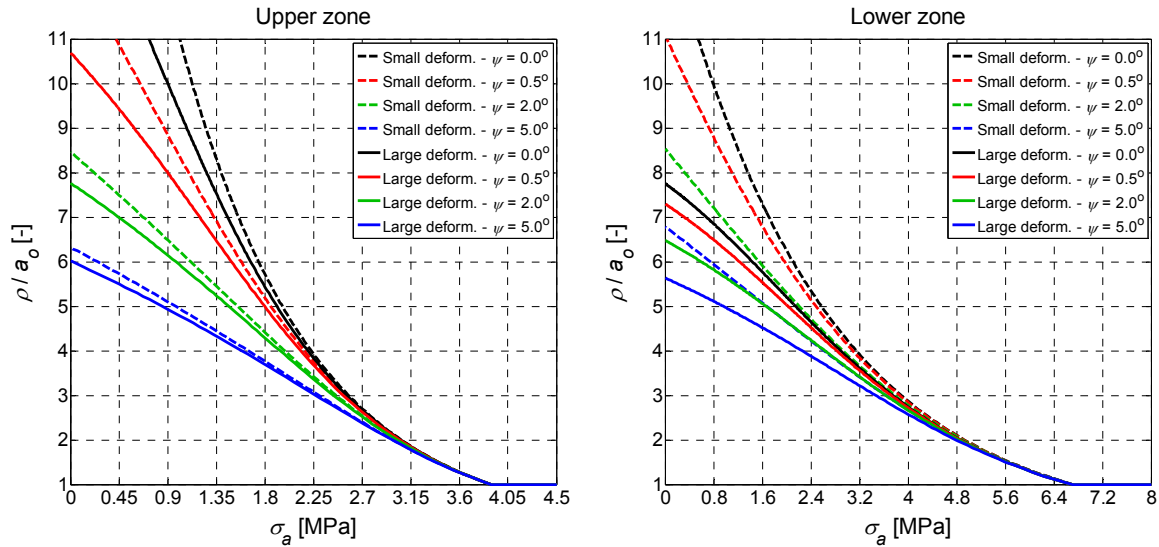 Upper zone
11
10
9
8
7
6
5
4
3
2
1
ρ / a_o [-]
0 0.45 0.9 1.35 1.8 2.25 2.7 3.15 3.6 4.05 4.5
σ_a [MPa]
Small deform. - ψ = 0.0°
Small deform. - ψ = 0.5°
Small deform. - ψ = 2.0°
Small deform. - ψ = 5.0°
Large deform. - ψ = 0.0°
Large deform. - ψ = 0.5°
Large deform. - ψ = 2.0°
Large deform. - ψ = 5.0°
Lower zone
11
10
9
8
7
6
5
4
3
2
1
ρ / a_o [-]
0 0.8 1.6 2.4 3.2 4 4.8 5.6 6.4 7.2 8
σ_a [MPa]
Small deform. - ψ = 0.0°
Small deform. - ψ = 0.5°
Small deform. - ψ = 2.0°
Small deform. - ψ = 5.0°
Large deform. - ψ = 0.0°
Large deform. - ψ = 0.5°
Large deform. - ψ = 2.0°
Large deform. - ψ = 5.0°